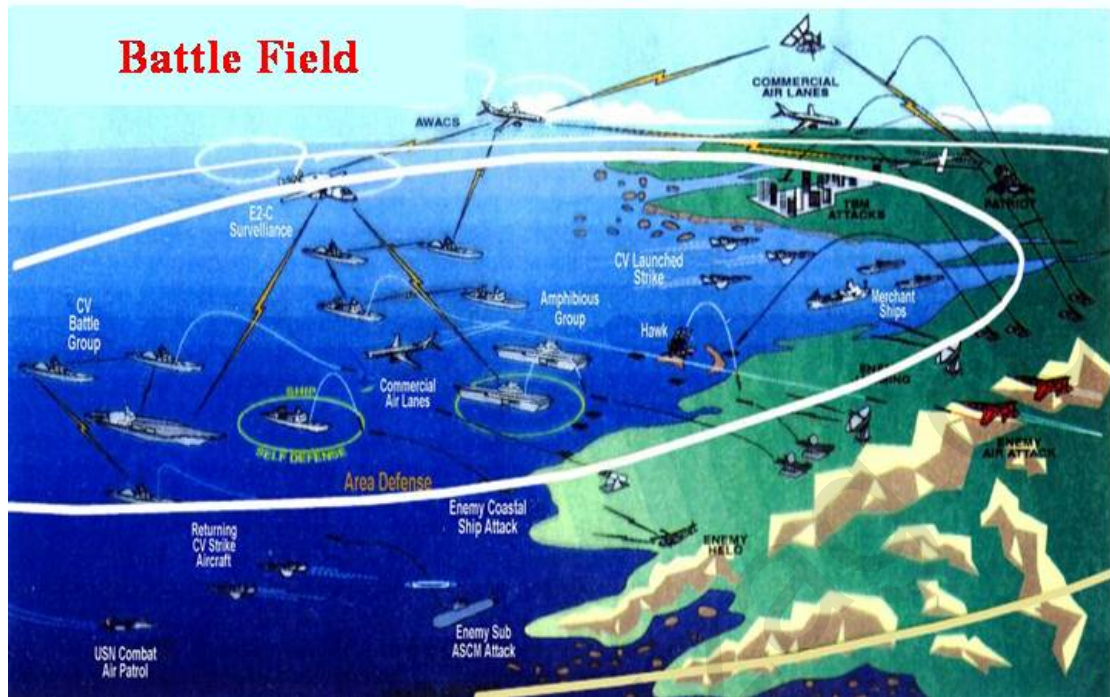 Battle Field
COMMERCIAL
AIR LANES
AWACS
E2-C
Survelliance
TBM
ATTACKS
PATRIOT
CV Launched
Strike
Merchant
Ships
Amphibious
Group
Hawk
CV
Battle
Group
Commercial
Air Lanes
SHIP
SELF DEFENSE
ENEMY
AIR ATTACK
Area Defense
Enemy Coastal
Ship Attack
Returning
CV Strike
Aircraft
ENEMY
HELO
Enemy Sub
ASCM Attack
USN Combat
Air Patrol